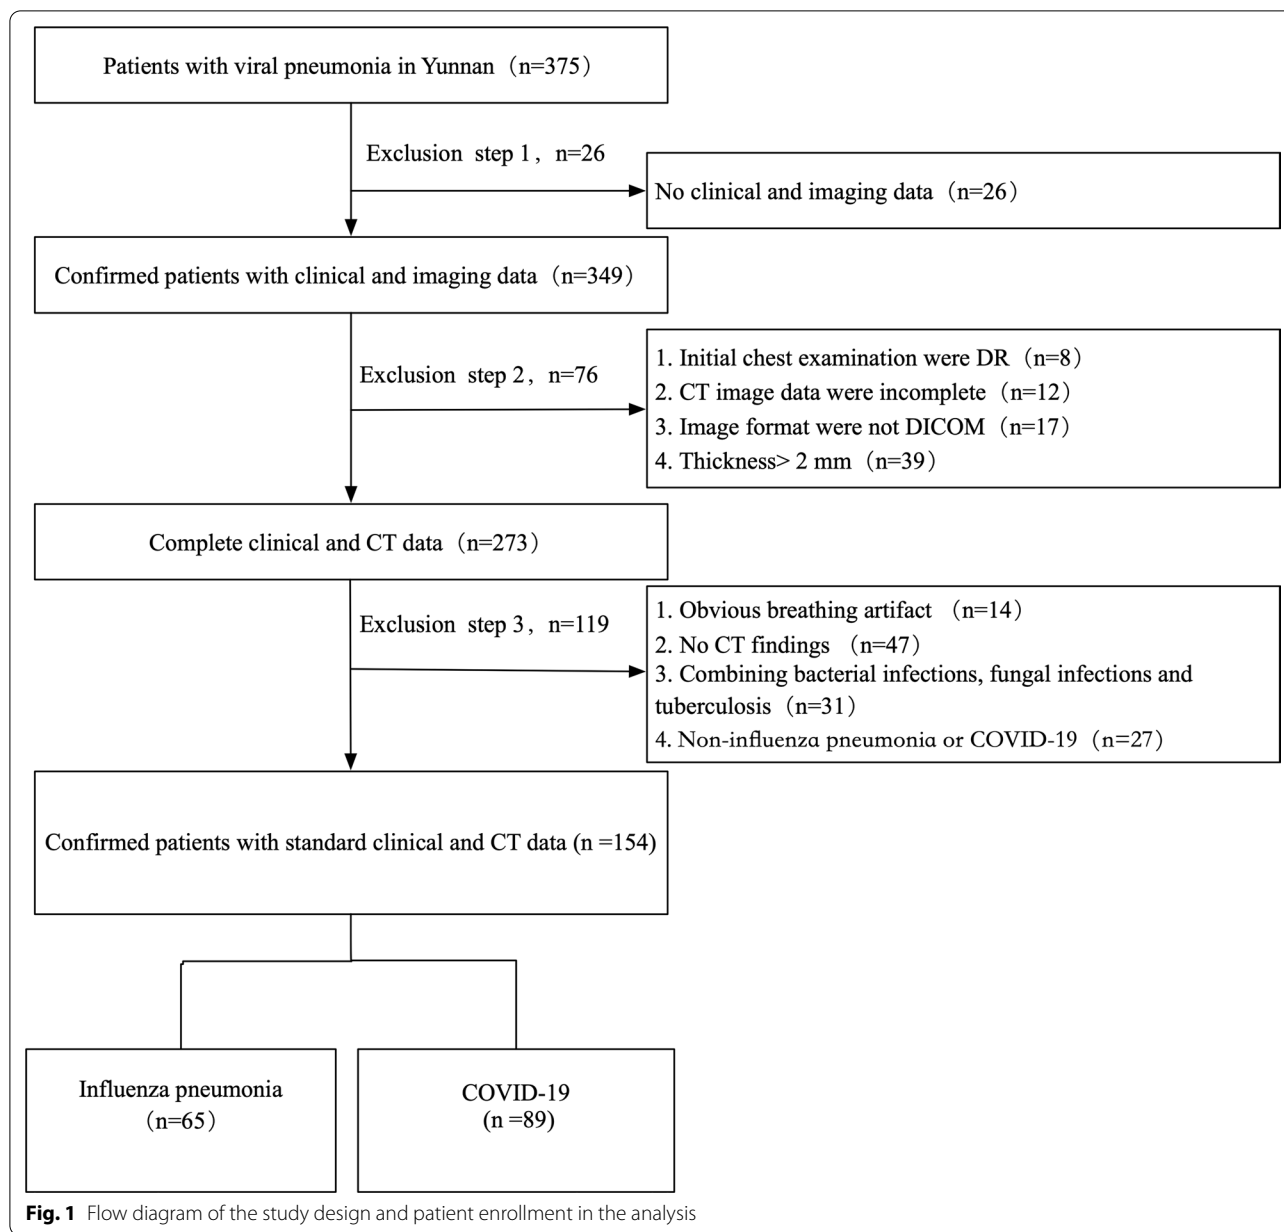 Patients with viral pneumonia in Yunnan（n=375）
Exclusion step 1，n=26
No clinical and imaging data（n=26）
Confirmed patients with clinical and imaging data（n=349）
Exclusion step 2，n=76
1. Initial chest examination were DR（n=8）
2. CT image data were incomplete（n=12）
3. Image format were not DICOM（n=17）
4. Thickness> 2 mm（n=39）
Complete clinical and CT data（n=273）
Exclusion step 3，n=119
1. Obvious breathing artifact（n=14）
2. No CT findings （n=47）
3. Combining bacterial infections, fungal infections and
tuberculosis（n=31）
4. Non-influenza pneumonia or COVID-19（n=27）
Confirmed patients with standard clinical and CT data (n =154)
Influenza pneumonia
（n=65）
COVID-19
(n =89)
Fig. 1 Flow diagram of the study design and patient enrollment in the analysis